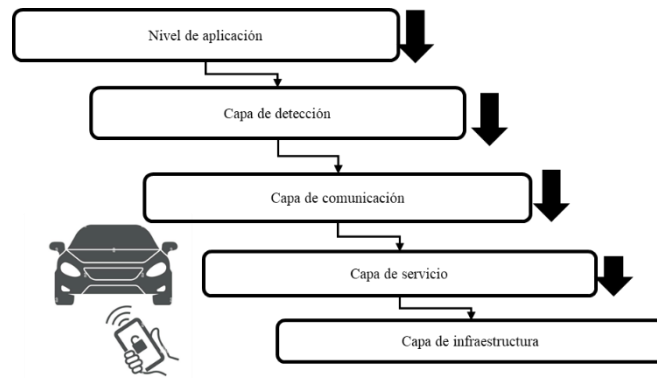 Nivel de aplicación
Capa de detección
Capa de comunicación
Capa de servicio
Capa de infraestructura